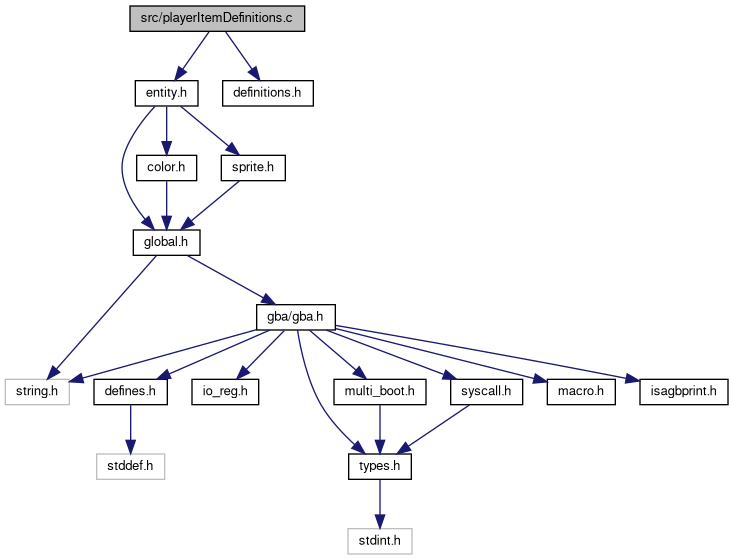 src/playerItemDefinitions.c
entity.h
definitions.h
color.h
sprite.h
global.h
gba/gba.h
string.h
defines.h
io_reg.h
multi_boot.h
syscall.h
macro.h
isagbprint.h
stddef.h
types.h
stdint.h